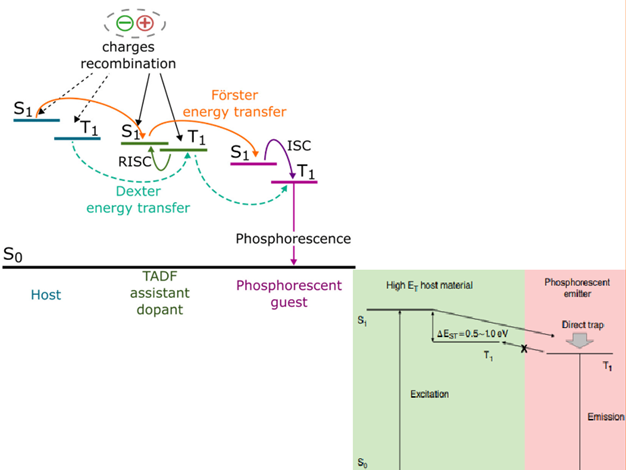 charges
recombination
Förster
energy transfer
S1
T1
S1
T1
RISC
S1
ISC
T1
Dexter
energy transfer
Phosphorescence
S0
Host
TADF
assistant
dopant
Phosphorescent
guest
High ET host material
Phosphorescent
emitter
S1
Direct trap
ΔEST=0.5~1.0 eV
T1
X
T1
Excitation
Emission
S0